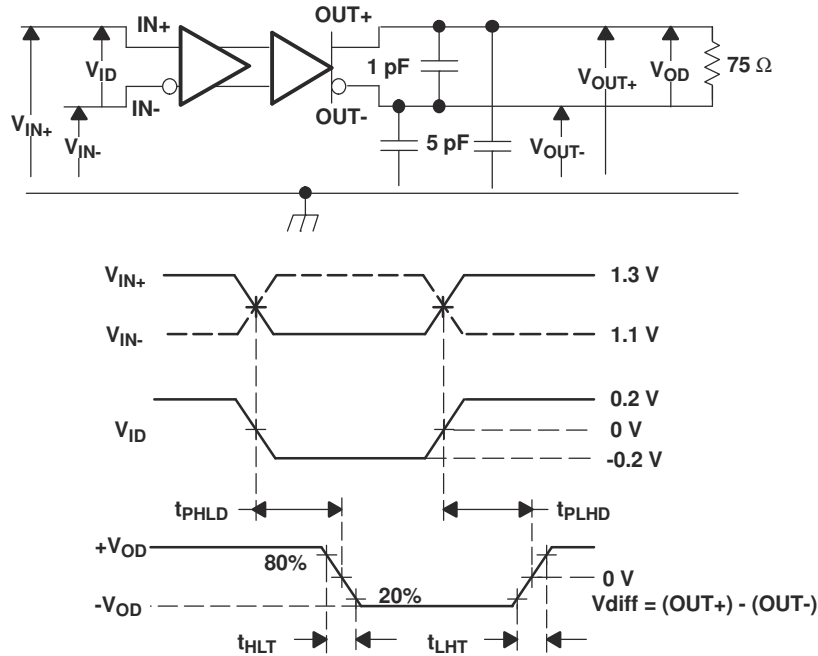 IN+
OUT+
V_ID
1 pF
75 Ω
V_OUT+
V_OD
IN-
OUT-
V_IN+
V_IN-
5 pF
V_OUT-
V_IN+
1.3 V
V_IN-
1.1 V
0.2 V
V_ID
0 V
-0.2 V
t_PHLD
t_PLHD
+V_OD
80%
0 V
20%
Vdiff = (OUT+) - (OUT-)
-V_OD
t_HLT
t_LHT